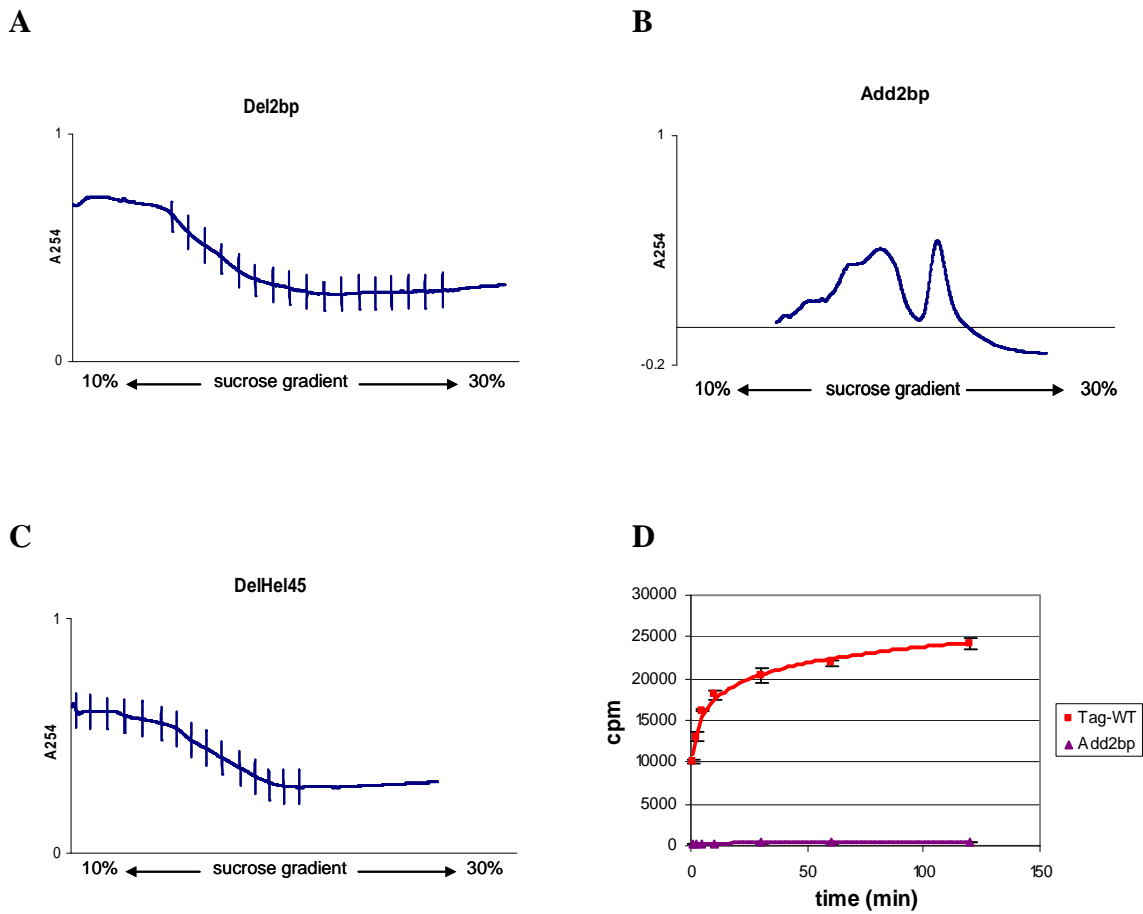 A
Del2bp
1
A254
0
10% sucrose gradient 30%
B
Add2bp
1
A254
-0.2
10% sucrose gradient 30%
C
DelHel45
1
A254
0
10% sucrose gradient 30%
D
30000
25000
20000
15000
10000
5000
0
cpm
0 50 100 150
time (min)
Tag-WT
Add2bp